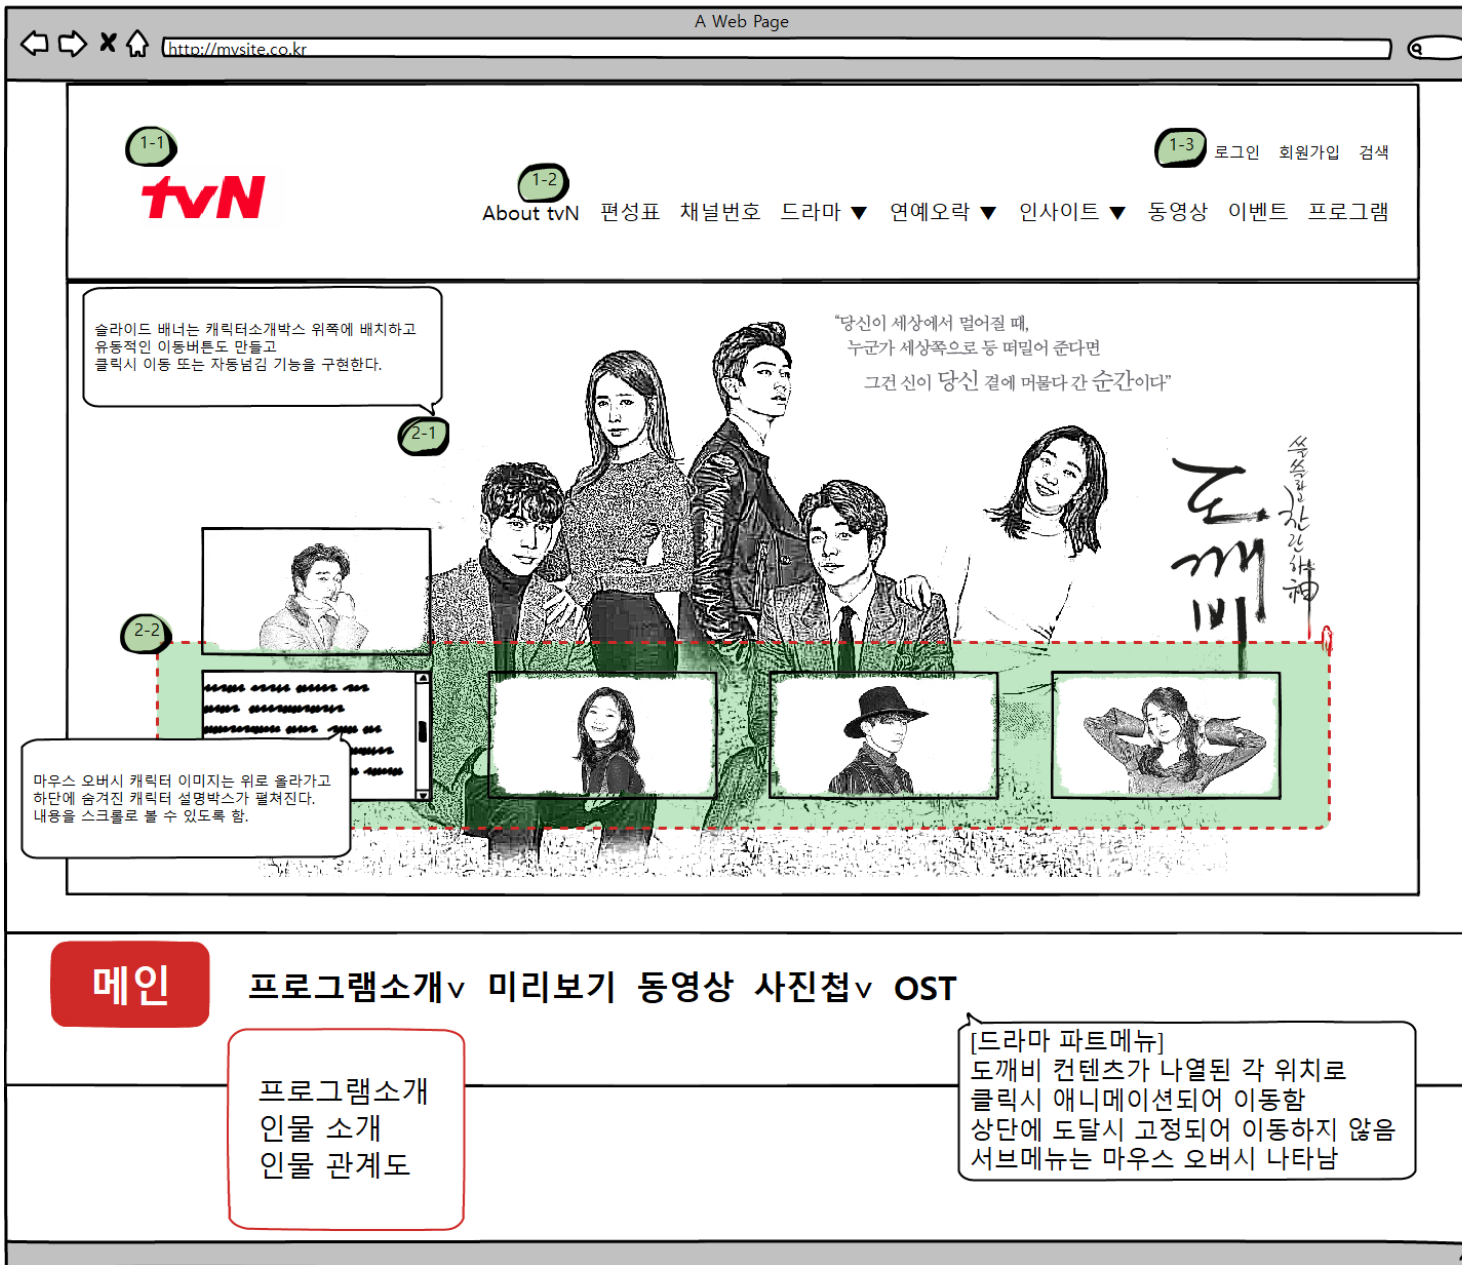 A Web Page
http://mysite.co.kr
1-1
tvN
1-3
로그인 회원가입 검색
1-2
About tvN 편성표 채널번호 드라마 ▼ 연예오락 ▼ 인사이트 ▼ 동영상 이벤트 프로그램
슬라이드 배너는 캐릭터소개박스 위쪽에 배치하고
유동적인 이동버튼도 만들고
클릭시 이동 또는 자동넘김 기능을 구현한다.
2-1
“당신이 세상에서 멀어질 때,
누군가 세상쪽으로 등 떠밀어 준다면
그건 신이 당신 곁에 머물다 간 순간이다”
쓸쓸하고 찬란하神
도깨비
2-2
마우스 오버시 캐릭터 이미지는 위로 올라가고
하단에 숨겨진 캐릭터 설명박스가 펼쳐진다.
내용을 스크롤로 볼 수 있도록 함.
메인
프로그램소개∨ 미리보기 동영상 사진첩∨ OST
프로그램소개
인물 소개
인물 관계도
[드라마 파트메뉴]
도깨비 컨텐츠가 나열된 각 위치로
클릭시 애니메이션되어 이동함
상단에 도달시 고정되어 이동하지 않음
서브메뉴는 마우스 오버시 나타남